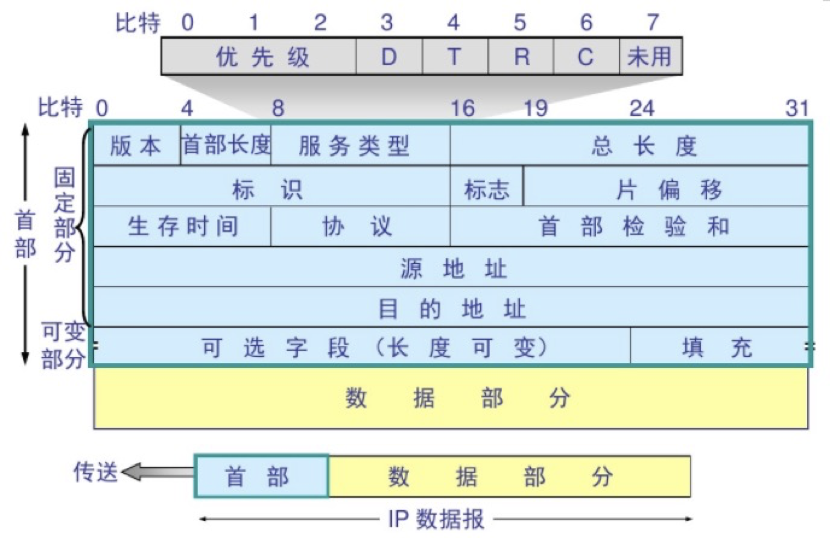 比特 0 1 2 3 4 5 6 7
优先级 D T R C 未用
比特 0 4 8 16 19 24 31
版本 首部长度 服务类型 总长度
标识 标志 片偏移
生存时间 协议 首部检验和
源地址
目的地址
可选字段（长度可变） 填充
首部
固定部分
可变
部分
数据部分
传送 首部 数据部分
IP 数据报